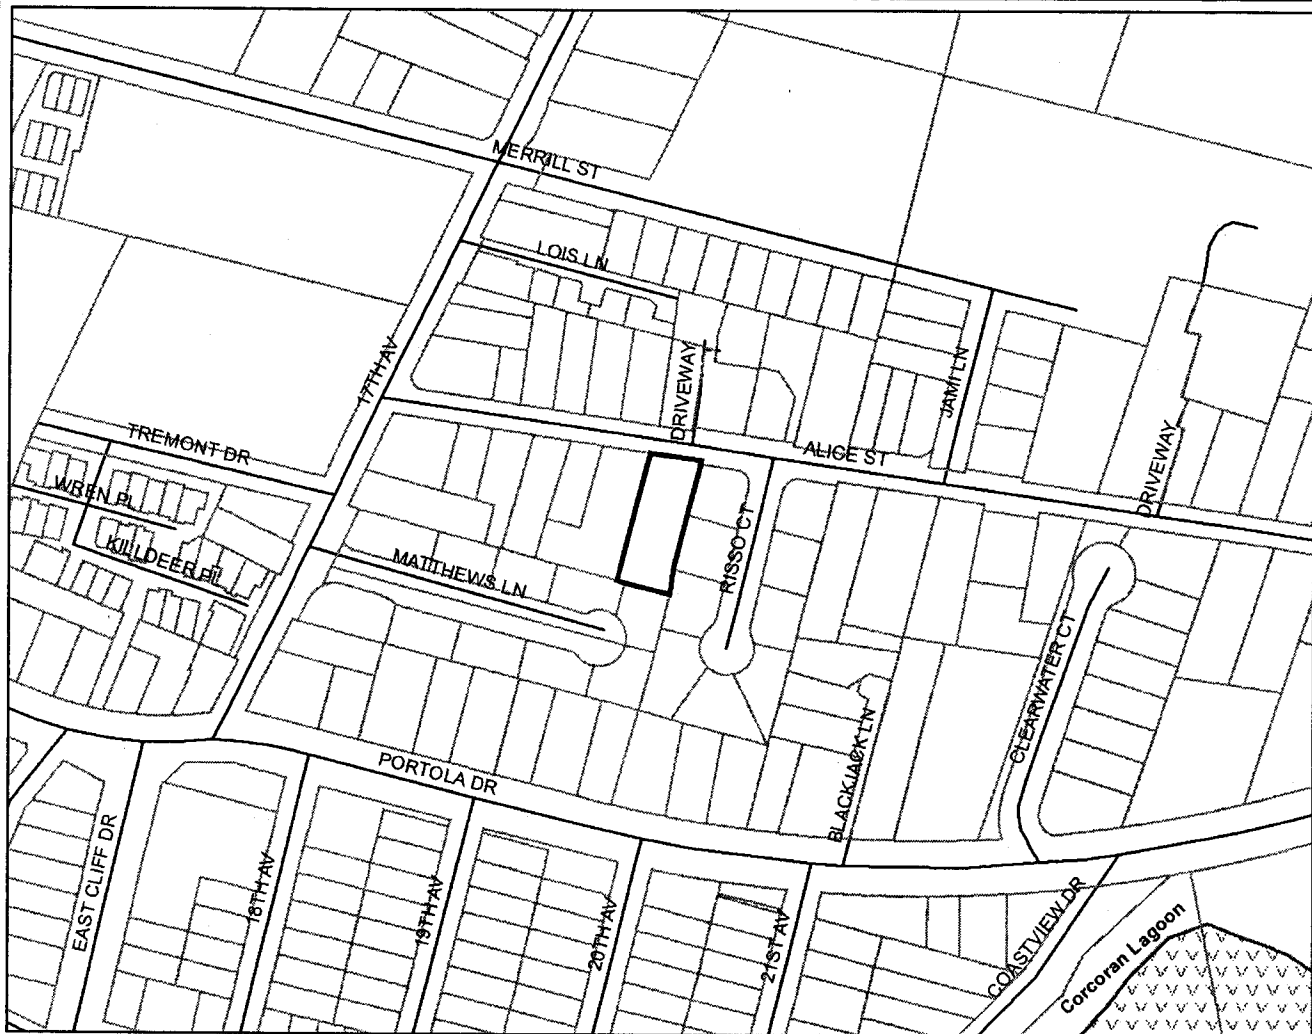 MERRILL ST
LOIS LN
17TH AV
DRIVEWAY
JAMI LN
TREMONT DR
ALICE ST
WREN PL
DRIVEWAY
KILLDEER PL
MATTHEWS LN
RISSO CT
CLEARWATER CT
BLACKJACK LN
PORTOLA DR
EAST CLIFF DR
18TH AV
19TH AV
20TH AV
21ST AV
COASTVIEW DR
Corcoran Lagoon